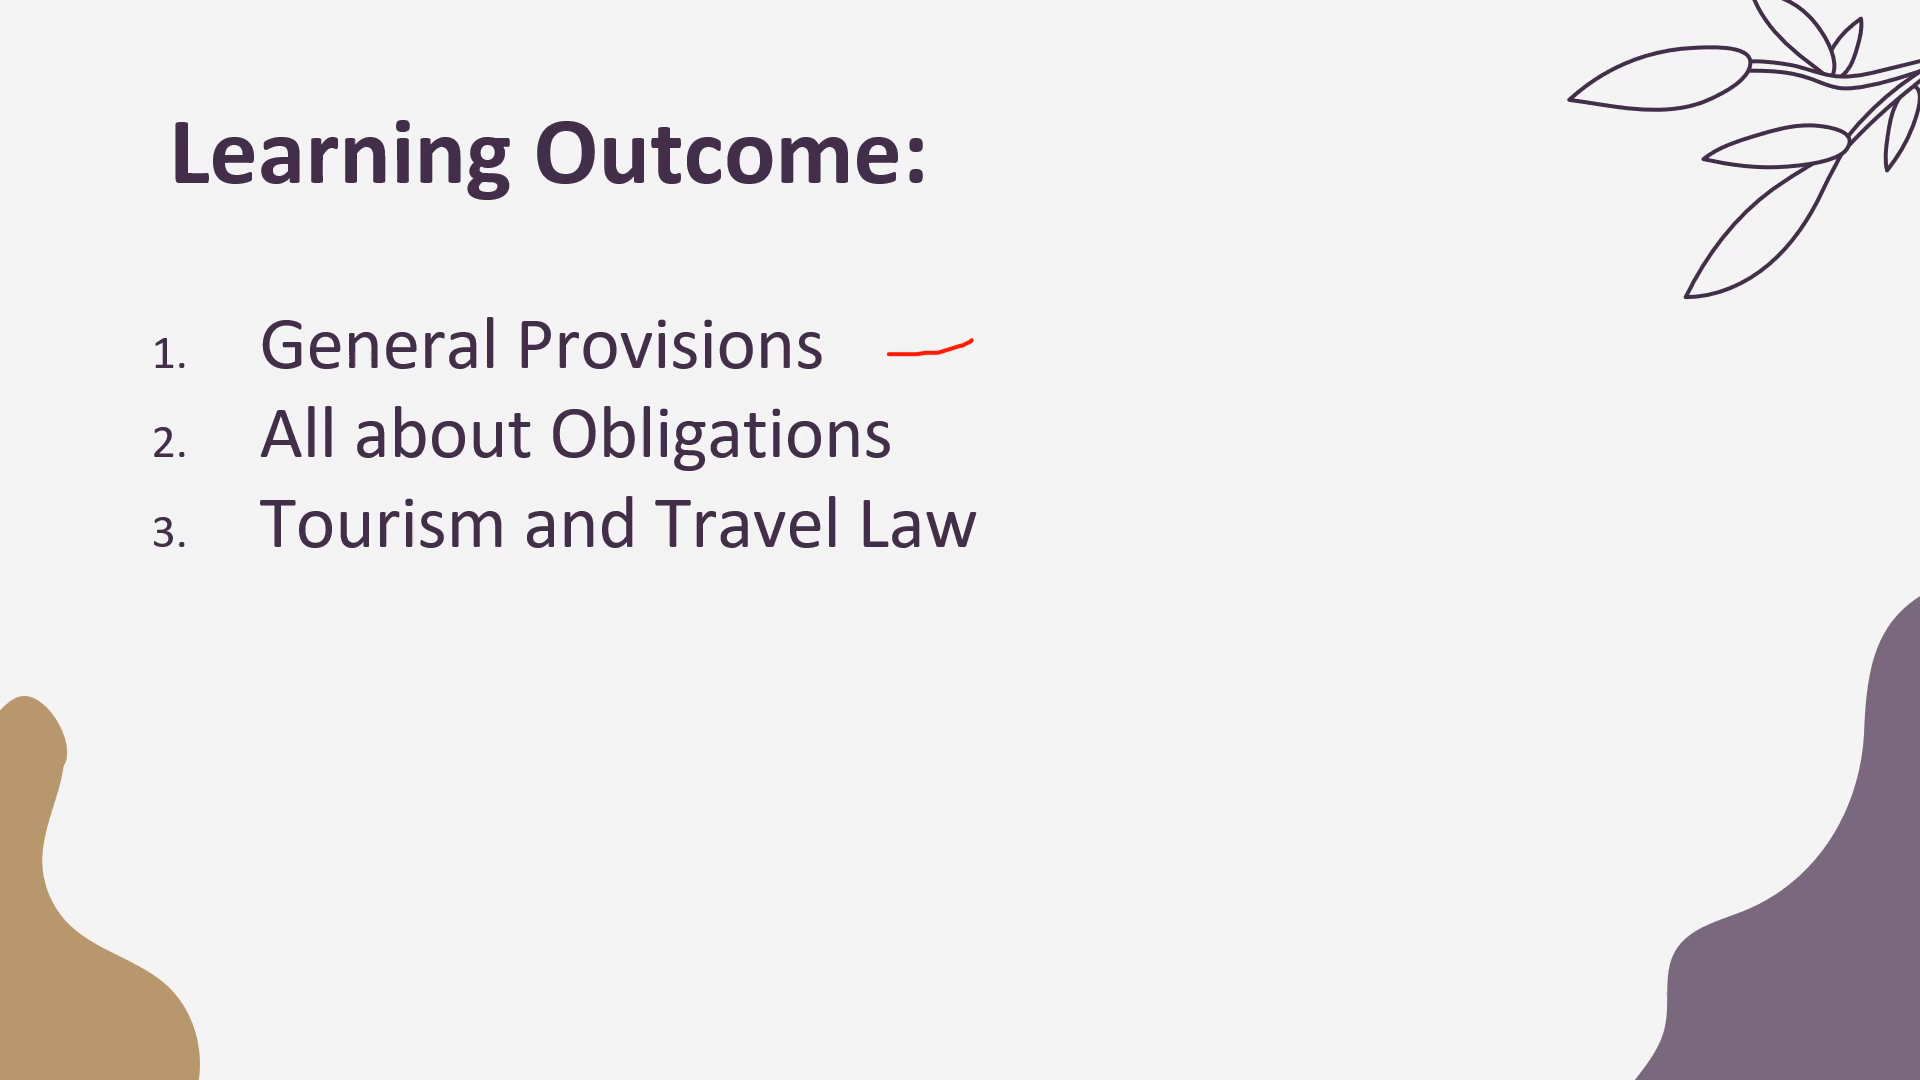 Learning Outcome:
1. General Provisions
2. All about Obligations
3. Tourism and Travel Law